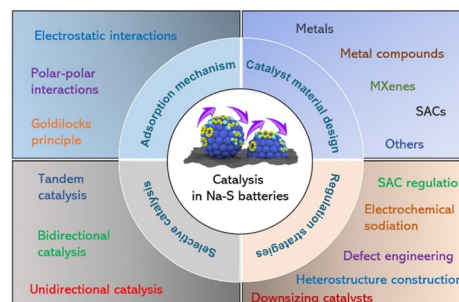 Electrostatic interactions
Polar-polar
interactions
Goldilocks
principle
Adsorption mechanism
Catalyst material design
Metals
Metal compounds
MXenes
SACs
Others
Catalysis
in Na-S batteries
Tandem
catalysis
Bidirectional
catalysis
Unidirectional catalysis
Selective catalysis
Regulation strategies
SAC regulation
Electrochemical
sodiation
Defect engineering
Heterostructure construction
Downsizing catalysts